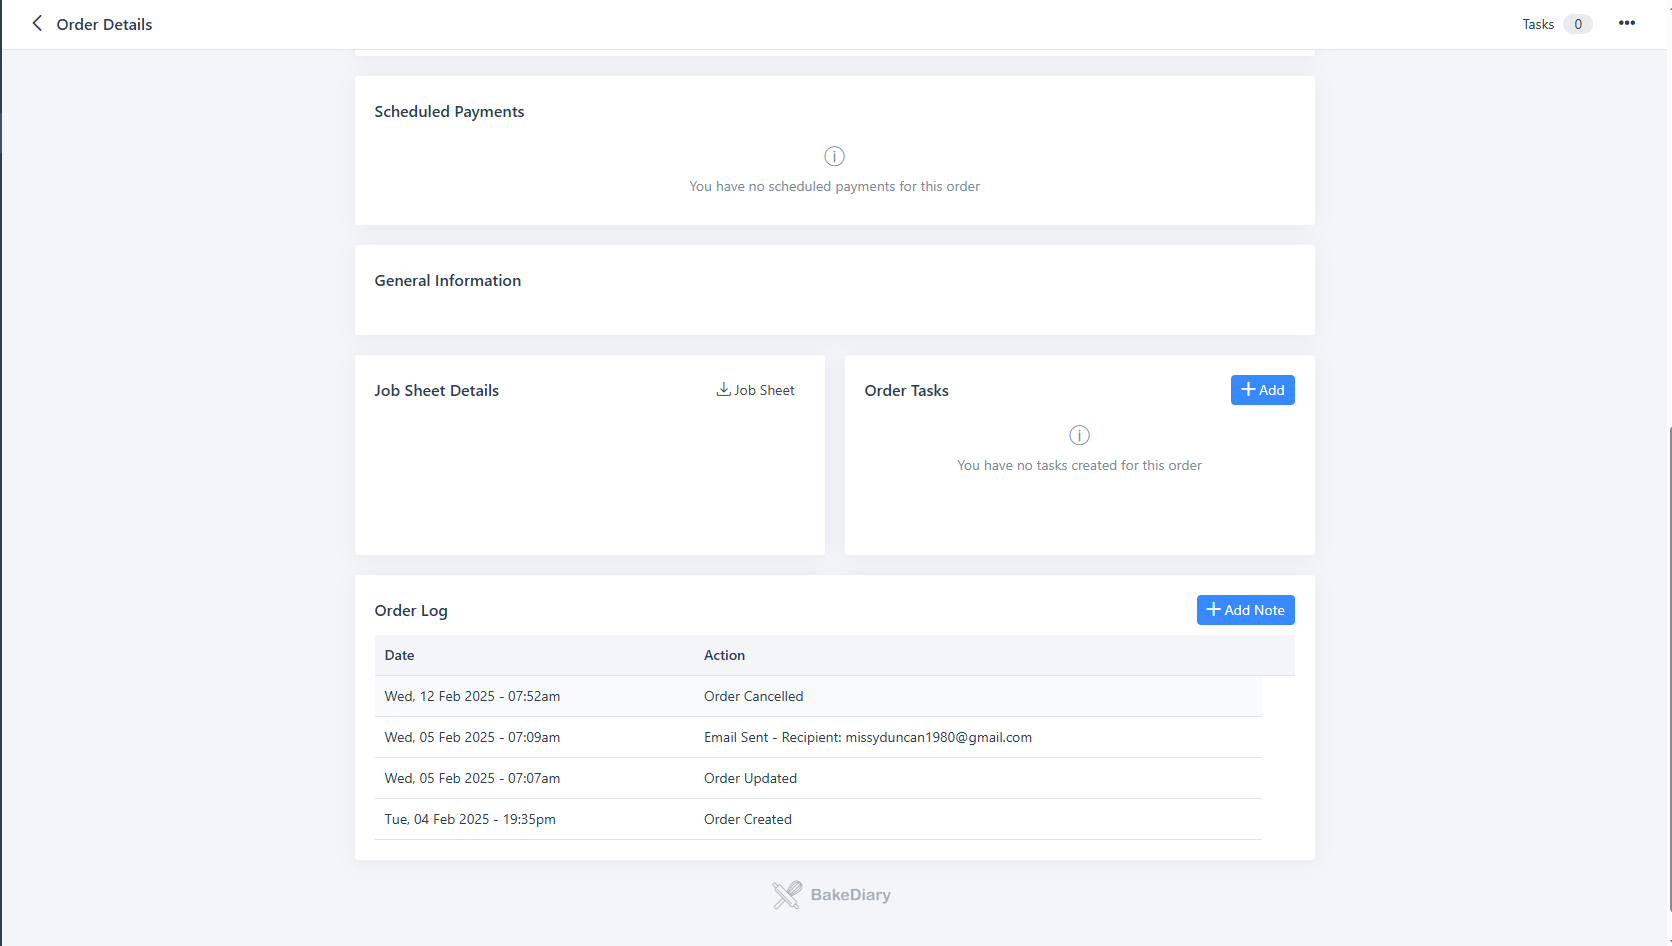 Order Details
Tasks 0
Scheduled Payments
You have no scheduled payments for this order
General Information
Job Sheet Details
Job Sheet
Order Tasks
Add
You have no tasks created for this order
Order Log
Add Note
Date Action
Wed, 12 Feb 2025 - 07:52am Order Cancelled
Wed, 05 Feb 2025 - 07:09am Email Sent - Recipient: missyduncan1980@gmail.com
Wed, 05 Feb 2025 - 07:07am Order Updated
Tue, 04 Feb 2025 - 19:35pm Order Created
BakeDiary